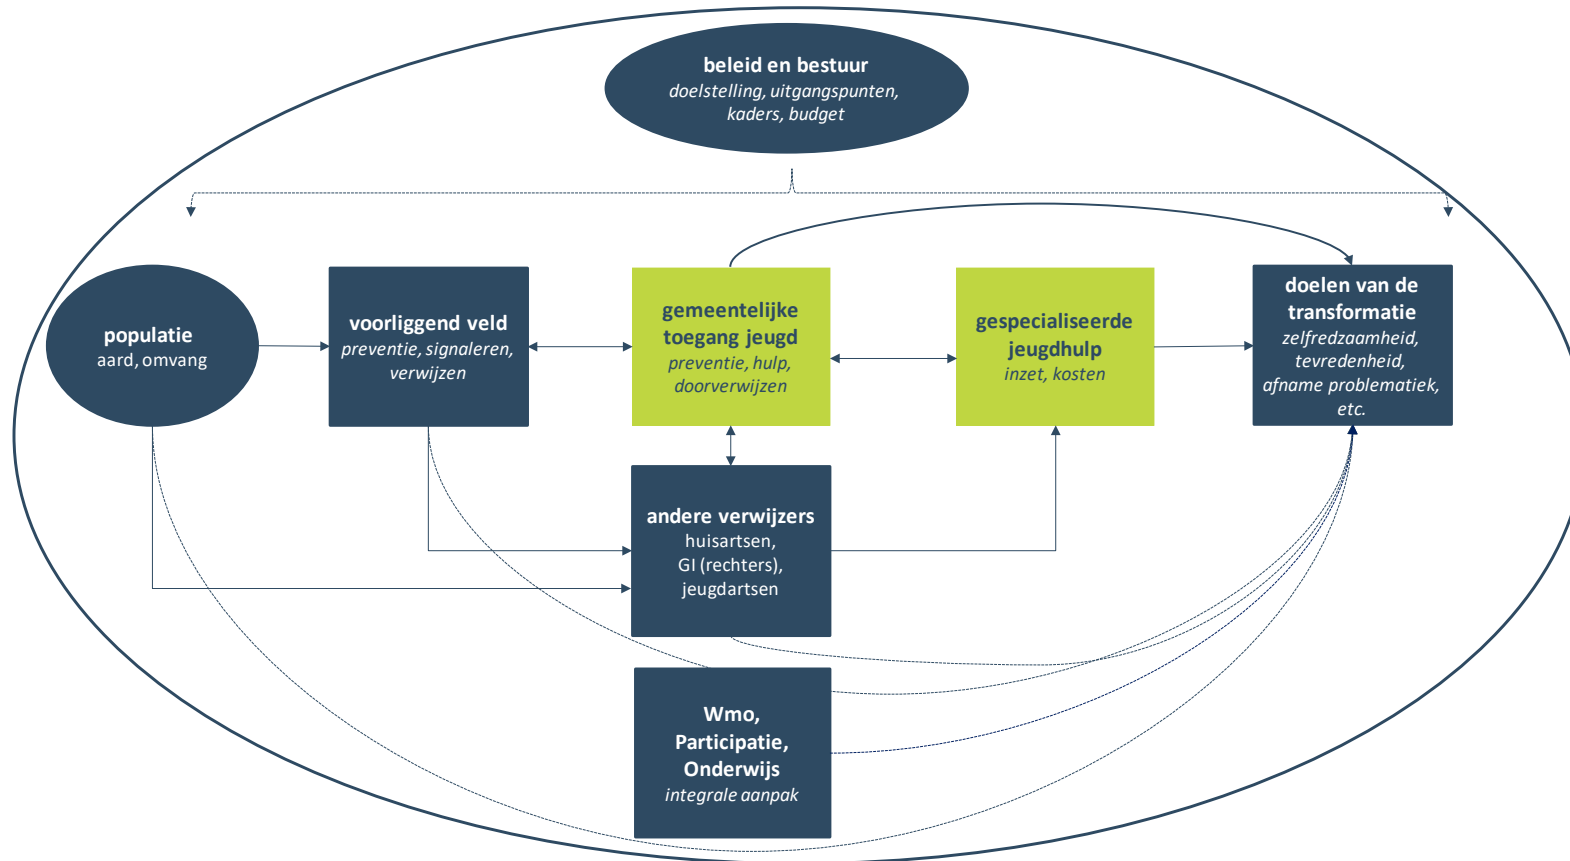 beleid en bestuur
doelstelling, uitgangspunten,
kaders, budget
populatie
aard, omvang
voorliggend veld
preventie, signaleren,
verwijzen
gemeentelijke
toegang jeugd
preventie, hulp,
doorverwijzen
gespecialiseerde
jeugdhulp
inzet, kosten
doelen van de
transformatie
zelfredzaamheid,
tevredenheid,
afname problematiek,
etc.
andere verwijzers
huisartsen,
GI (rechters),
jeugdartsen
Wmo,
Participatie,
Onderwijs
integrale aanpak